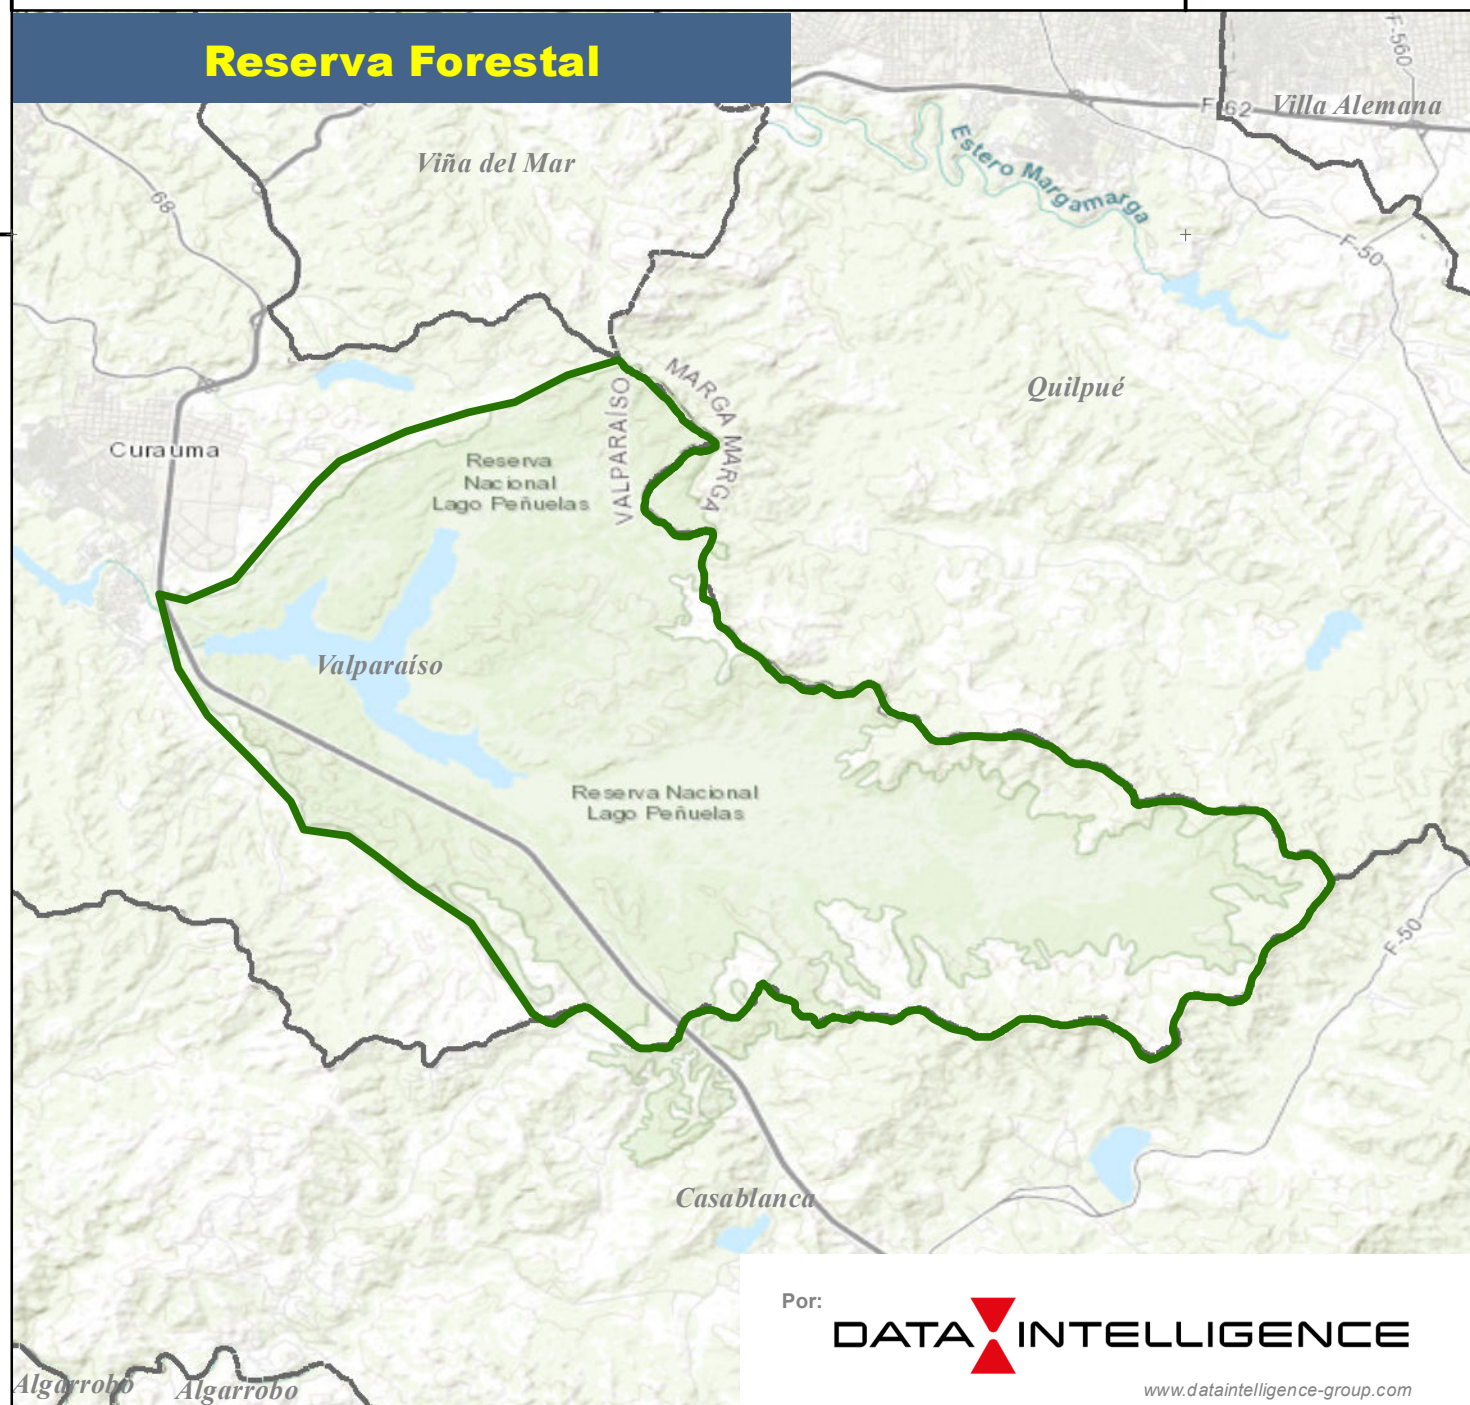 Reserva Forestal
F-560
F-62
Villa Alemana
Estero Margamarga
Viña del Mar
68
F-50
MARGA MARGA
VALPARAÍSO
Quilpué
Curauma
Reserva
Nacional
Lago Peñuelas
Valparaíso
Reserva Nacional
Lago Peñuelas
F-50
Casablanca
Por:
DATA INTELLIGENCE
www.dataintelligence-group.com
Algarrobo
Algarrobo